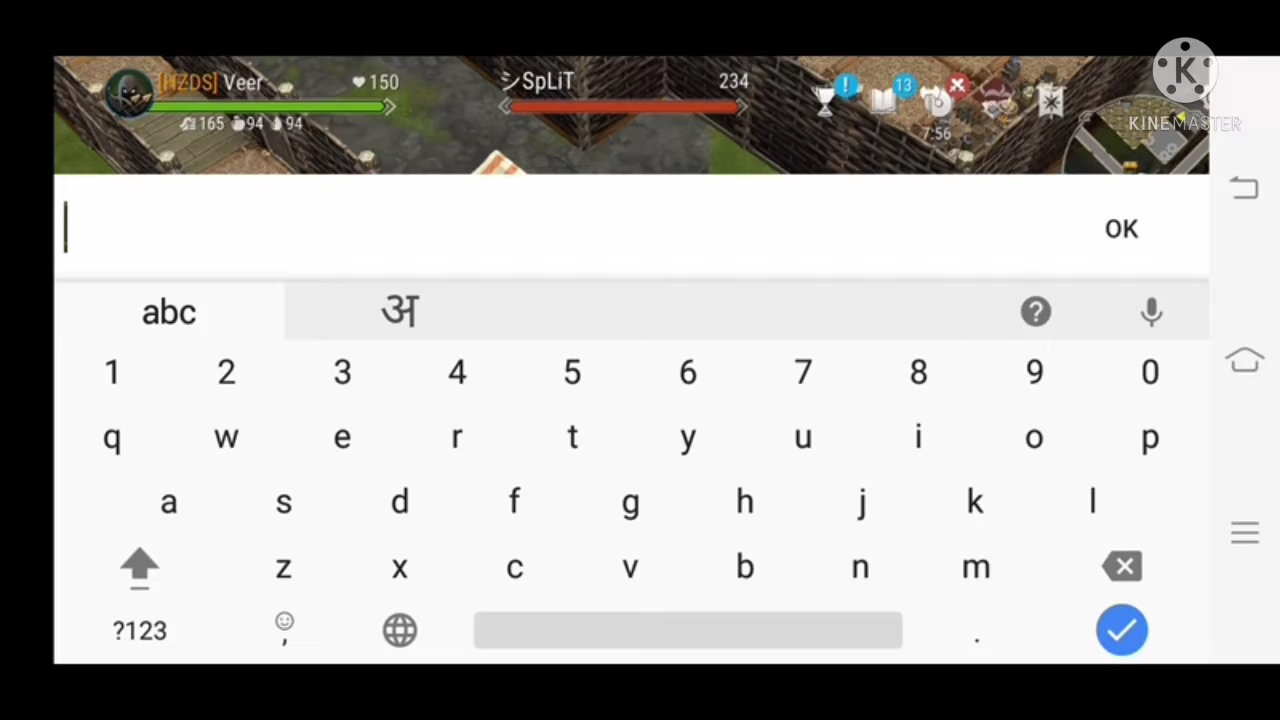 [HZDS] Veer 150 シSpLiT 234 ! 13
165 94 94 7:56
K
KINEMASTER
OK
abc अ ?
1 2 3 4 5 6 7 8 9 0
q w e r t y u i o p
a s d f g h j k l
z x c v b n m
?123 , .